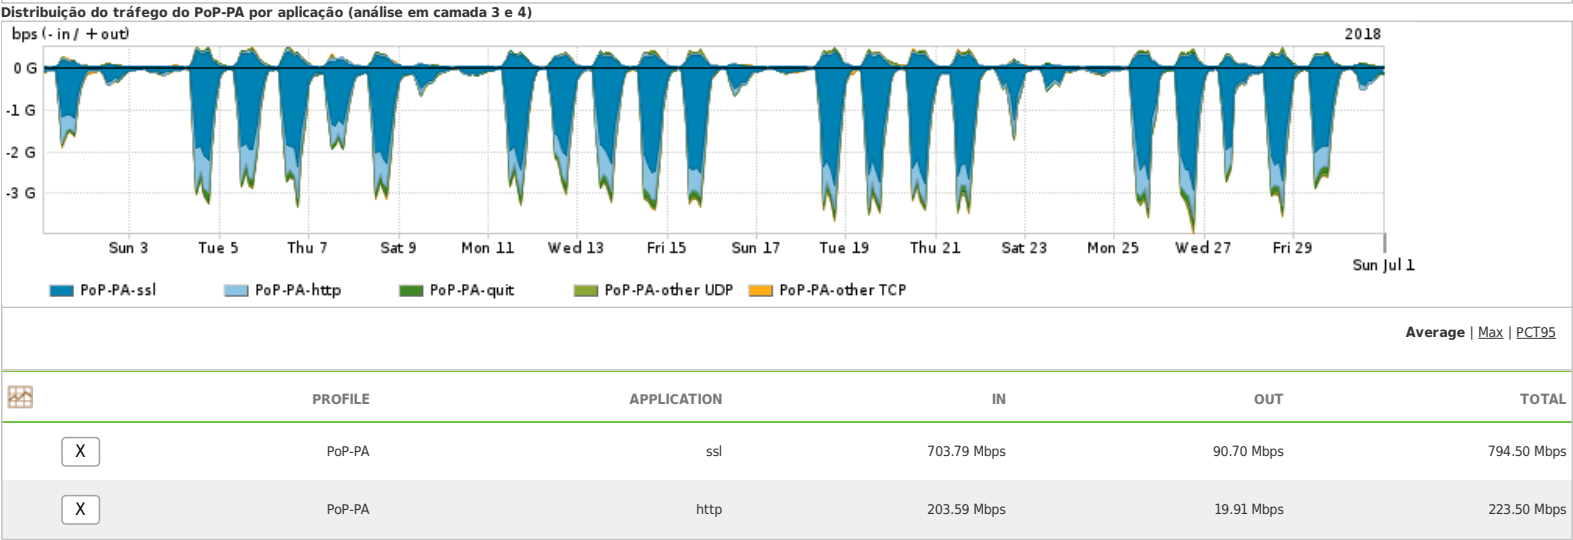 Distribuição do tráfego do PoP-PA por aplicação (análise em camada 3 e 4)
bps (- in / + out)
2018
0 G
-1 G
-2 G
-3 G
Sun 3 Tue 5 Thu 7 Sat 9 Mon 11 Wed 13 Fri 15 Sun 17 Tue 19 Thu 21 Sat 23 Mon 25 Wed 27 Fri 29
Sun Jul 1
PoP-PA-ssl PoP-PA-http PoP-PA-quit PoP-PA-other UDP PoP-PA-other TCP
Average | Max | PCT95
PROFILE APPLICATION IN OUT TOTAL
X PoP-PA ssl 703.79 Mbps 90.70 Mbps 794.50 Mbps
X PoP-PA http 203.59 Mbps 19.91 Mbps 223.50 Mbps